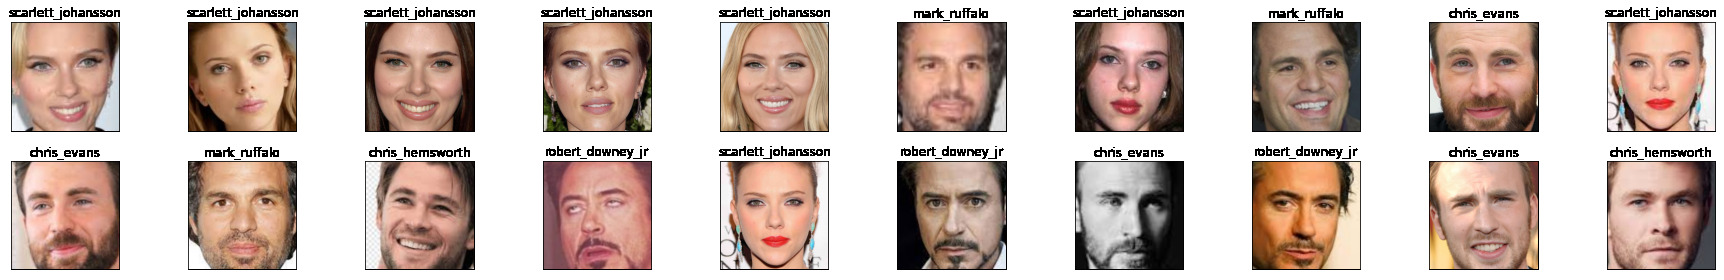 scarlett_johansson scarlett_johansson scarlett_johansson scarlett_johansson scarlett_johansson mark_ruffalo scarlett_johansson mark_ruffalo chris_evans scarlett_johansson
chris_evans mark_ruffalo chris_hemsworth robert_downey_jr scarlett_johansson robert_downey_jr chris_evans robert_downey_jr chris_evans chris_hemsworth